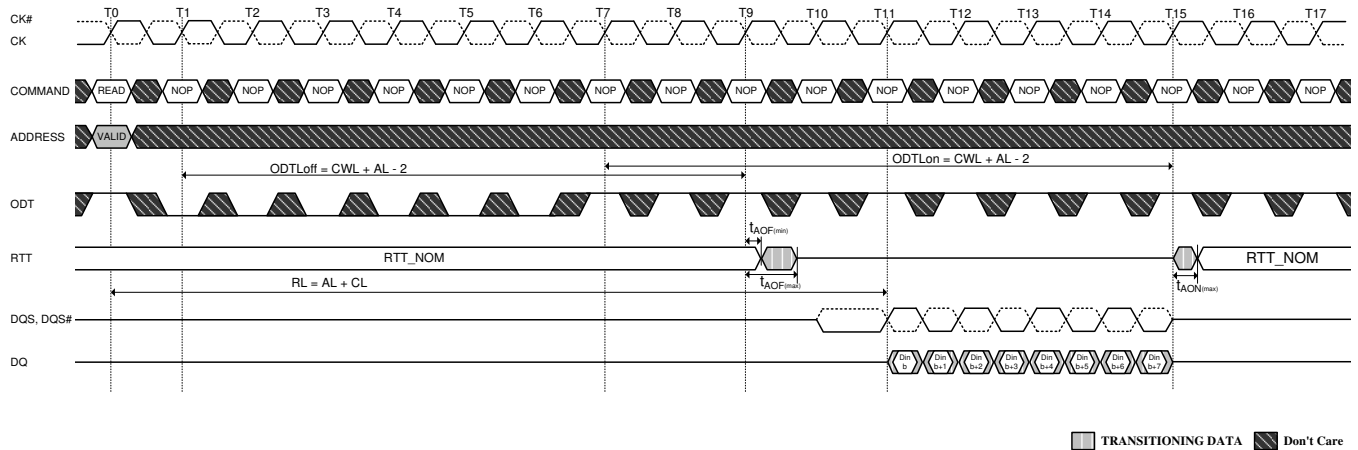 CK#
CK
T0 T1 T2 T3 T4 T5 T6 T7 T8 T9 T10 T11 T12 T13 T14 T15 T16 T17
COMMAND READ NOP NOP NOP NOP NOP NOP NOP NOP NOP NOP NOP NOP NOP NOP NOP NOP NOP
ADDRESS VALID
ODTLoff = CWL + AL - 2 ODTLon = CWL + AL - 2
ODT
tAOF(min)
RTT RTT_NOM RTT_NOM
tAOF(max) tAON(max)
RL = AL + CL
DQS, DQS#
DQ Din b Din b+1 Din b+2 Din b+3 Din b+4 Din b+5 Din b+6 Din b+7
TRANSITIONING DATA Don't Care